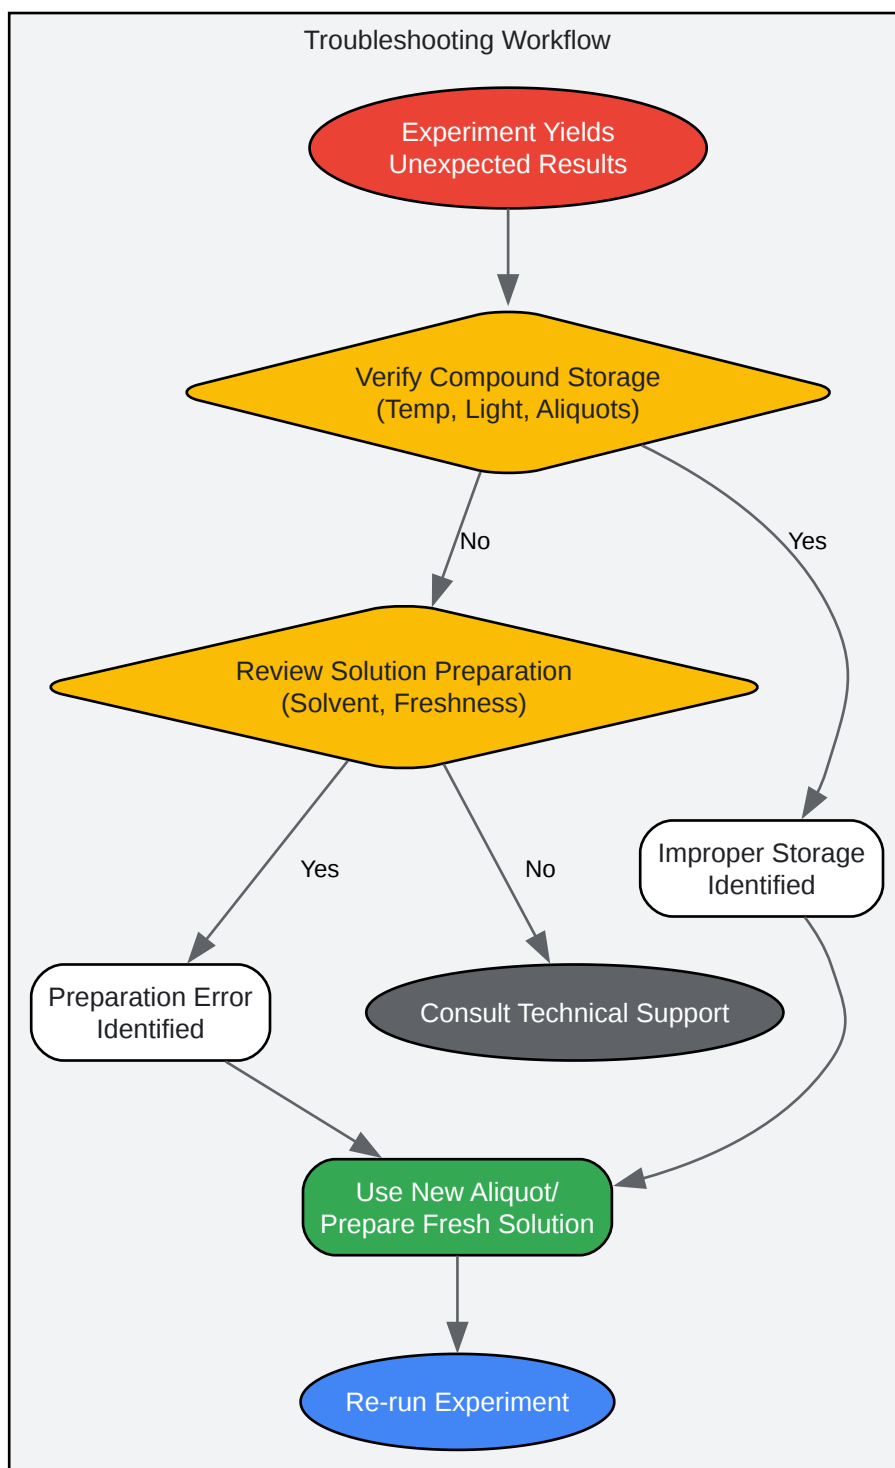 Troubleshooting Workflow
Experiment Yields
Unexpected Results
Verify Compound Storage
(Temp, Light, Aliquots)
No
Yes
Review Solution Preparation
(Solvent, Freshness)
Yes
No
Improper Storage
Identified
Preparation Error
Identified
Consult Technical Support
Use New Aliquot/
Prepare Fresh Solution
Re-run Experiment